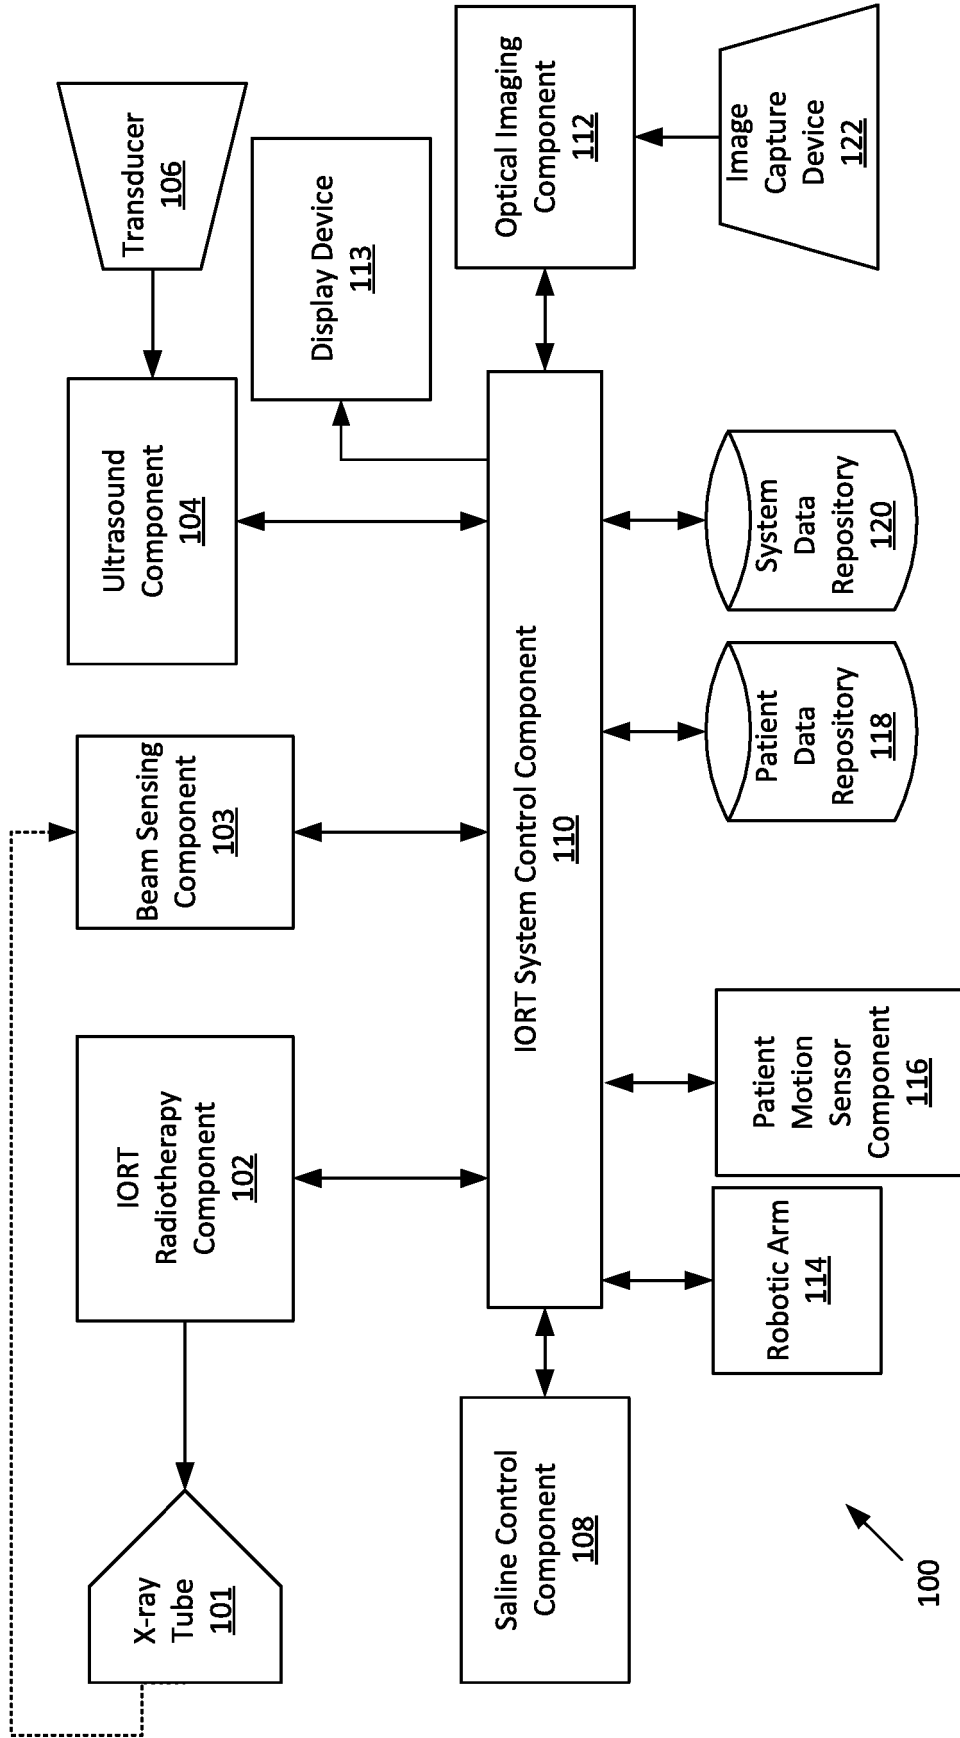 X-ray
Tube
101
IORT
Radiotherapy
Component
102
Beam Sensing
Component
103
Ultrasound
Component
104
Transducer
106
Display Device
113
Saline Control
Component
108
IORT System Control Component
110
Optical Imaging
Component
112
Robotic Arm
114
Patient
Motion
Sensor
Component
116
Patient
Data
Repository
118
System
Data
Repository
120
Image
Capture
Device
122
100